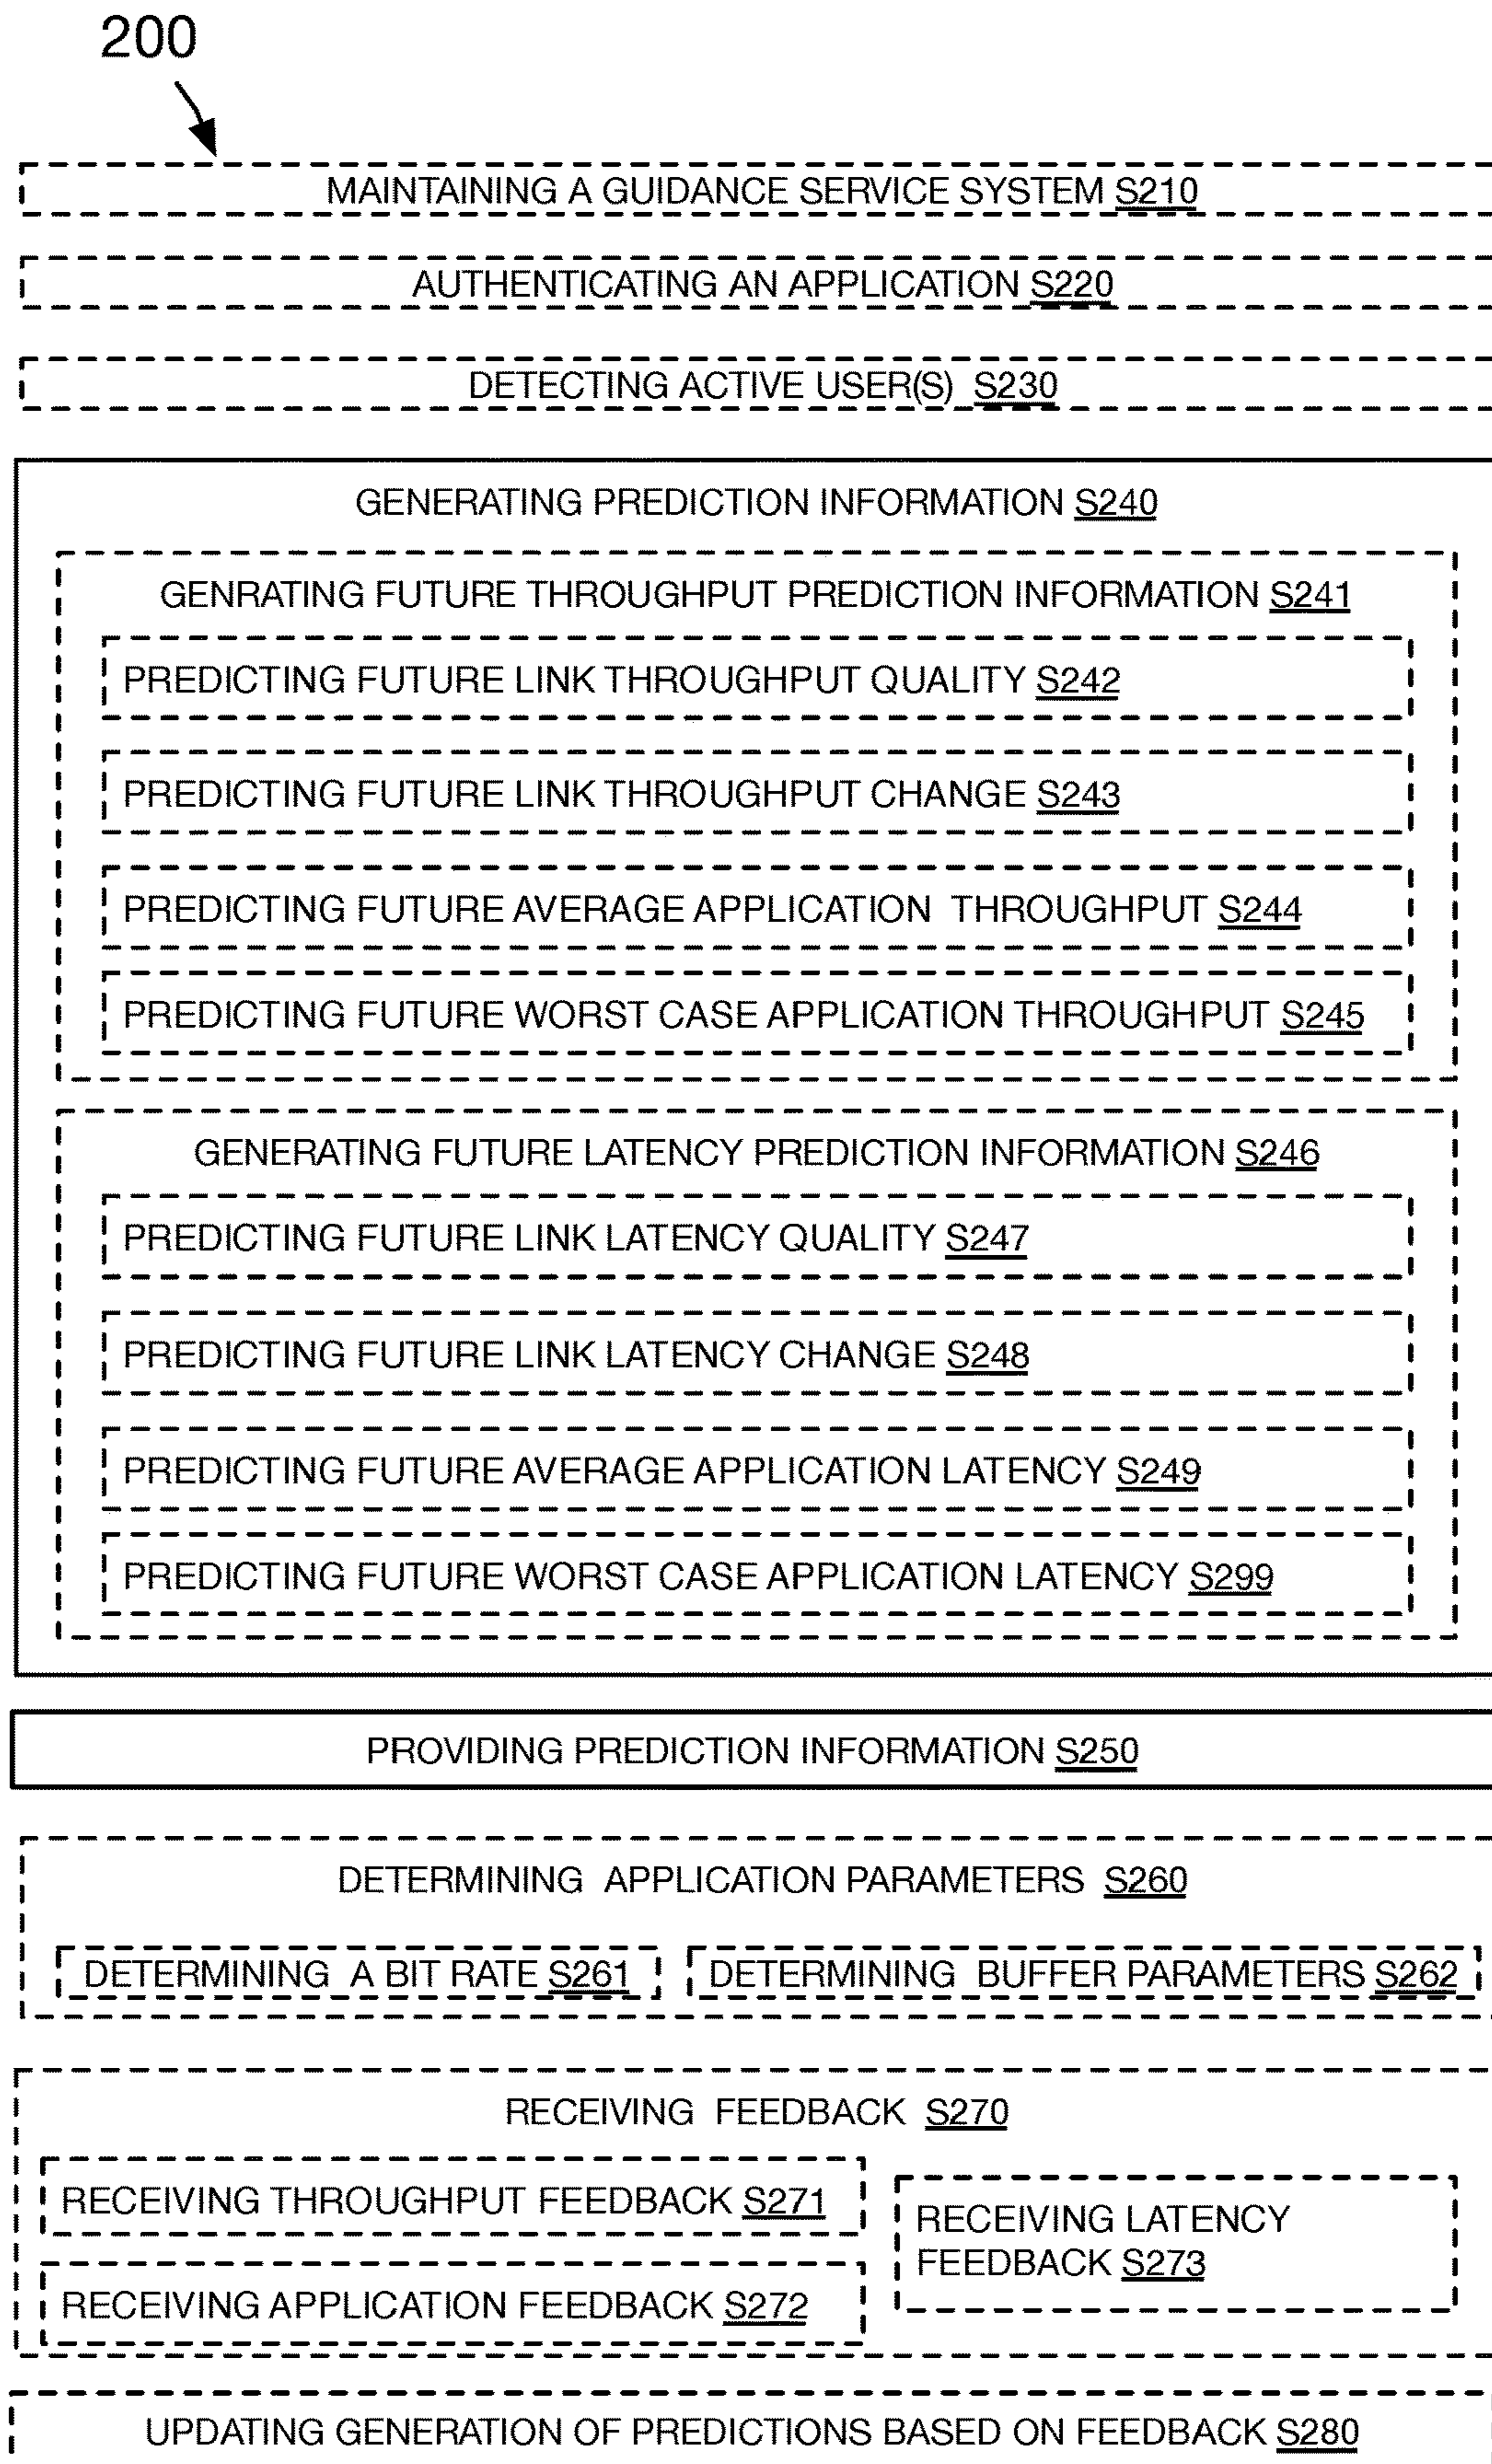 200
MAINTAINING A GUIDANCE SERVICE SYSTEM S210
AUTHENTICATING AN APPLICATION S220
DETECTING ACTIVE USER(S) S230
GENERATING PREDICTION INFORMATION S240
GENRATING FUTURE THROUGHPUT PREDICTION INFORMATION S241
PREDICTING FUTURE LINK THROUGHPUT QUALITY S242
PREDICTING FUTURE LINK THROUGHPUT CHANGE S243
PREDICTING FUTURE AVERAGE APPLICATION THROUGHPUT S244
PREDICTING FUTURE WORST CASE APPLICATION THROUGHPUT S245
GENERATING FUTURE LATENCY PREDICTION INFORMATION S246
PREDICTING FUTURE LINK LATENCY QUALITY S247
PREDICTING FUTURE LINK LATENCY CHANGE S248
PREDICTING FUTURE AVERAGE APPLICATION LATENCY S249
PREDICTING FUTURE WORST CASE APPLICATION LATENCY S299
PROVIDING PREDICTION INFORMATION S250
DETERMINING APPLICATION PARAMETERS S260
DETERMINING A BIT RATE S261
DETERMINING BUFFER PARAMETERS S262
RECEIVING FEEDBACK S270
RECEIVING THROUGHPUT FEEDBACK S271
RECEIVING APPLICATION FEEDBACK S272
RECEIVING LATENCY
FEEDBACK S273
UPDATING GENERATION OF PREDICTIONS BASED ON FEEDBACK S280